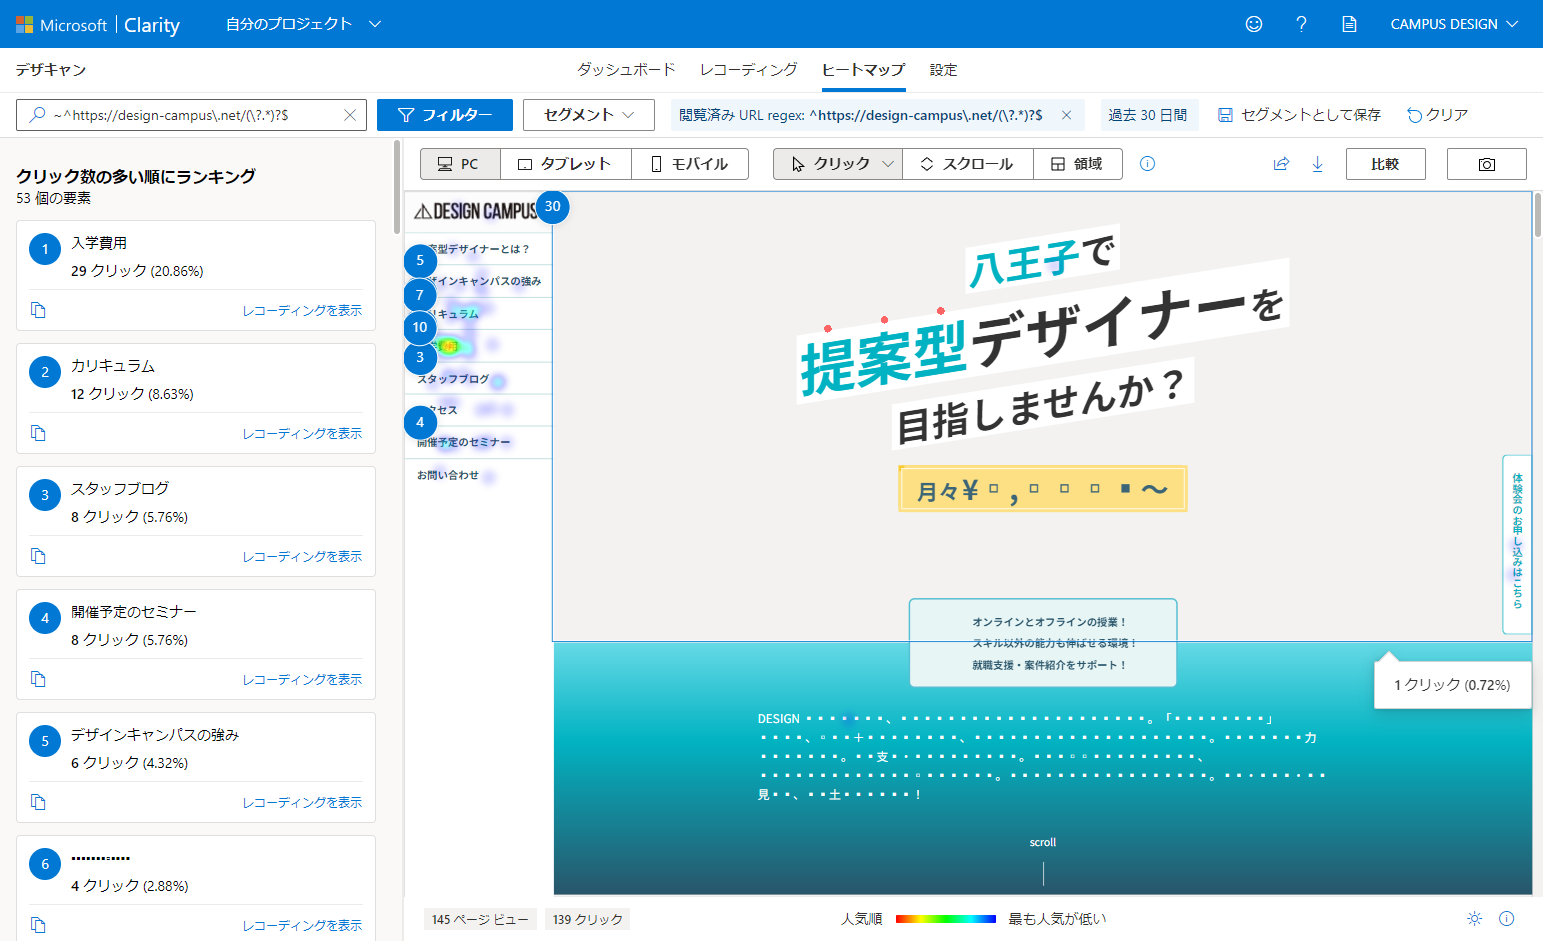 Microsoft | Clarity
自分のプロジェクト
CAMPUS DESIGN
デザキャン
ダッシュボード レコーディング ヒートマップ 設定
~^https://design-campus\.net/(\?.*)?$
フィルター
セグメント
閲覧済み URL regex: ^https://design-campus\.net/(\?.*)?$
過去 30 日間
セグメントとして保存
クリア
クリック数の多い順にランキング
53 個の要素
1 入学費用
29 クリック (20.86%)
レコーディングを表示
2 カリキュラム
12 クリック (8.63%)
レコーディングを表示
3 スタッフブログ
8 クリック (5.76%)
レコーディングを表示
4 開催予定のセミナー
8 クリック (5.76%)
レコーディングを表示
5 デザインキャンパスの強み
6 クリック (4.32%)
レコーディングを表示
6
4 クリック (2.88%)
レコーディングを表示
PC タブレット モバイル
クリック スクロール 領域
比較
DESIGN CAMPUS
30
案型デザイナーとは？
5
インキャンパスの強み
7
リキュラム
10
3
スタッフブログ
クセス
4
開催予定のセミナー
お問い合わせ
八王子で
提案型デザイナーを
目指しませんか？
月々¥ , ～
体験会のお申し込みはこちら
オンラインとオフラインの授業！
スキル以外の能力も伸ばせる環境！
就職支援・案件紹介をサポート！
1 クリック (0.72%)
DESIGN 、 。「 」
、 ＋ 、 。 力
。 支 。 、
。 。
見 、 土 ！
scroll
145 ページ ビュー 139 クリック
人気順 最も人気が低い